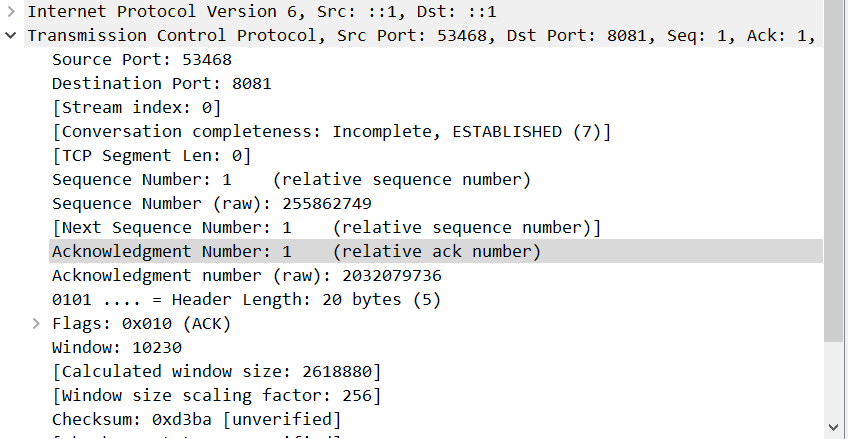 Internet Protocol Version 6, Src: ::1, Dst: ::1
Transmission Control Protocol, Src Port: 53468, Dst Port: 8081, Seq: 1, Ack: 1,
Source Port: 53468
Destination Port: 8081
[Stream index: 0]
[Conversation completeness: Incomplete, ESTABLISHED (7)]
[TCP Segment Len: 0]
Sequence Number: 1    (relative sequence number)
Sequence Number (raw): 255862749
[Next Sequence Number: 1    (relative sequence number)]
Acknowledgment Number: 1    (relative ack number)
Acknowledgment number (raw): 2032079736
0101 .... = Header Length: 20 bytes (5)
Flags: 0x010 (ACK)
Window: 10230
[Calculated window size: 2618880]
[Window size scaling factor: 256]
Checksum: 0xd3ba [unverified]